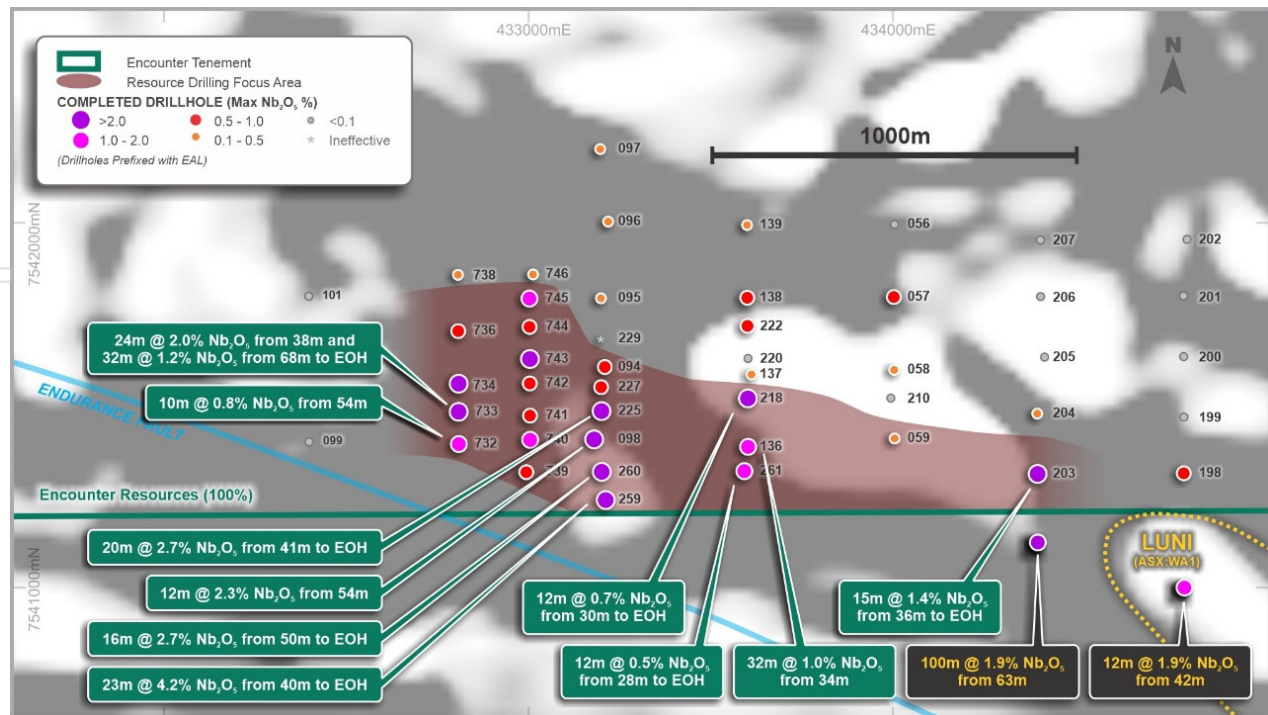 433000mE
434000mE
N
Encounter Tenement
Resource Drilling Focus Area
COMPLETED DRILLHOLE (Max Nb₂O₅ %)
>2.0
0.5 - 1.0
<0.1
1.0 - 2.0
0.1 - 0.5
* Ineffective
(Drillholes Prefixed with EAL)
1000m
097
096
139
056
207
202
7542000mN
738
746
101
745
095
138
057
206
201
736
744
222
229
24m @ 2.0% Nb₂O₅ from 38m and
32m @ 1.2% Nb₂O₅ from 68m to EOH
743
094
220
205
200
137
058
734
742
227
ENDURANCE FAULT
10m @ 0.8% Nb₂O₅ from 54m
733
741
225
218
210
204
199
099
732
740
098
136
059
739
260
261
203
198
Encounter Resources (100%)
259
20m @ 2.7% Nb₂O₅ from 41m to EOH
LUNI
(ASX:WA1)
12m @ 2.3% Nb₂O₅ from 54m
7541000mN
12m @ 0.7% Nb₂O₅
from 30m to EOH
15m @ 1.4% Nb₂O₅
from 36m to EOH
16m @ 2.7% Nb₂O₅ from 50m to EOH
12m @ 0.5% Nb₂O₅
from 28m to EOH
32m @ 1.0% Nb₂O₅
from 34m
100m @ 1.9% Nb₂O₅
from 63m
12m @ 1.9% Nb₂O₅
from 42m
23m @ 4.2% Nb₂O₅ from 40m to EOH